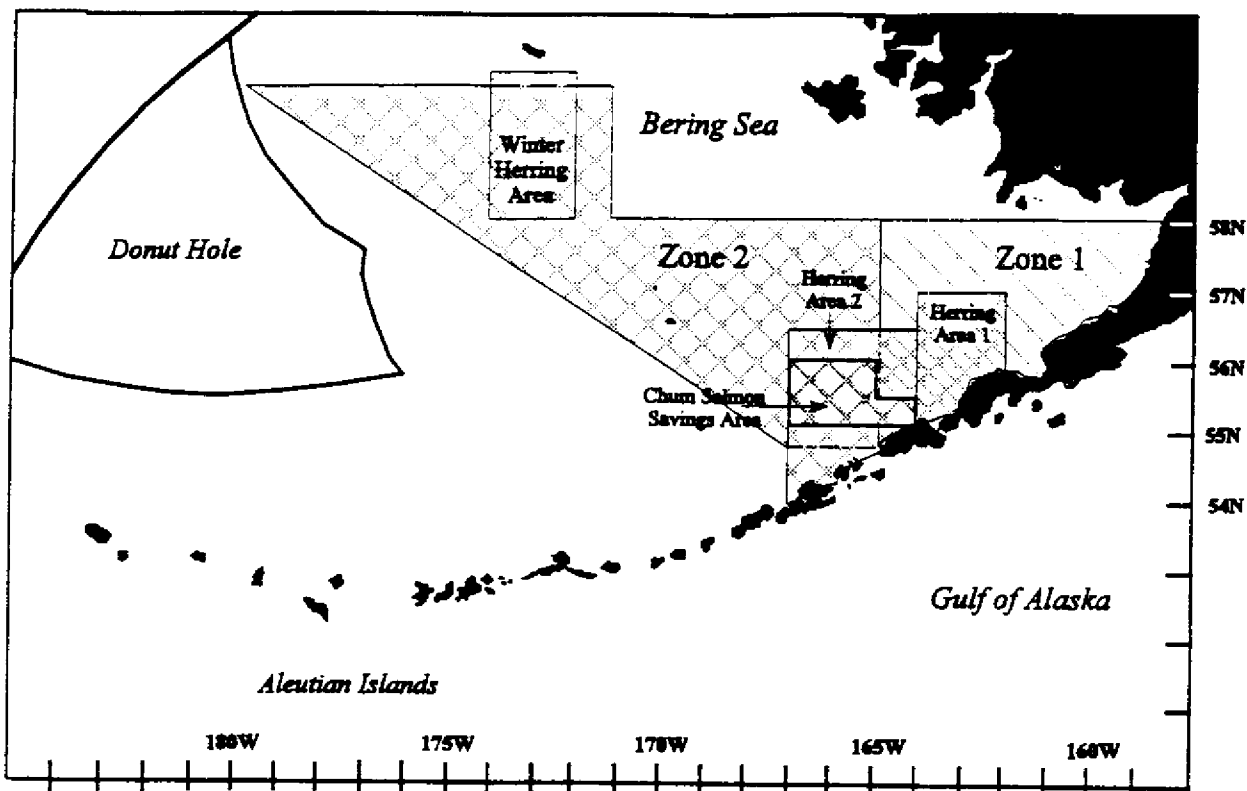 Bering Sea
Winter
Herring
Area
Donut Hole
Zone 2
Zone 1
58N
Herring
Area 2
57N
Herring
Area 1
56N
Chum Salmon
Savings Area
55N
54N
Gulf of Alaska
Aleutian Islands
180W
175W
170W
165W
160W